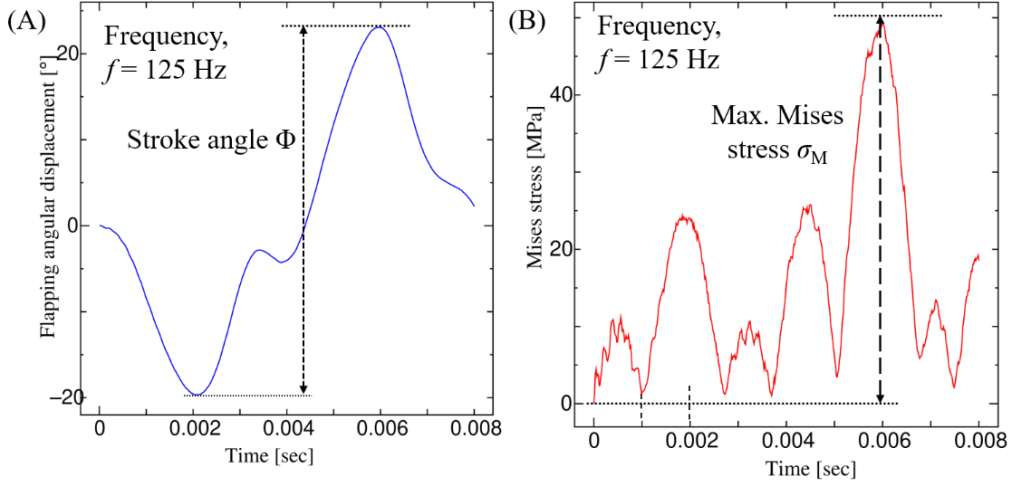 (A)
Frequency,
f = 125 Hz
Stroke angle Φ
Flapping angular displacement [°]
20
0
−20
0
0.002
0.004
0.006
0.008
Time [sec]
(B)
Frequency,
f = 125 Hz
Max. Mises
stress σM
Mises stress [MPa]
40
20
0
0
0.002
0.004
0.006
0.008
Time [sec]